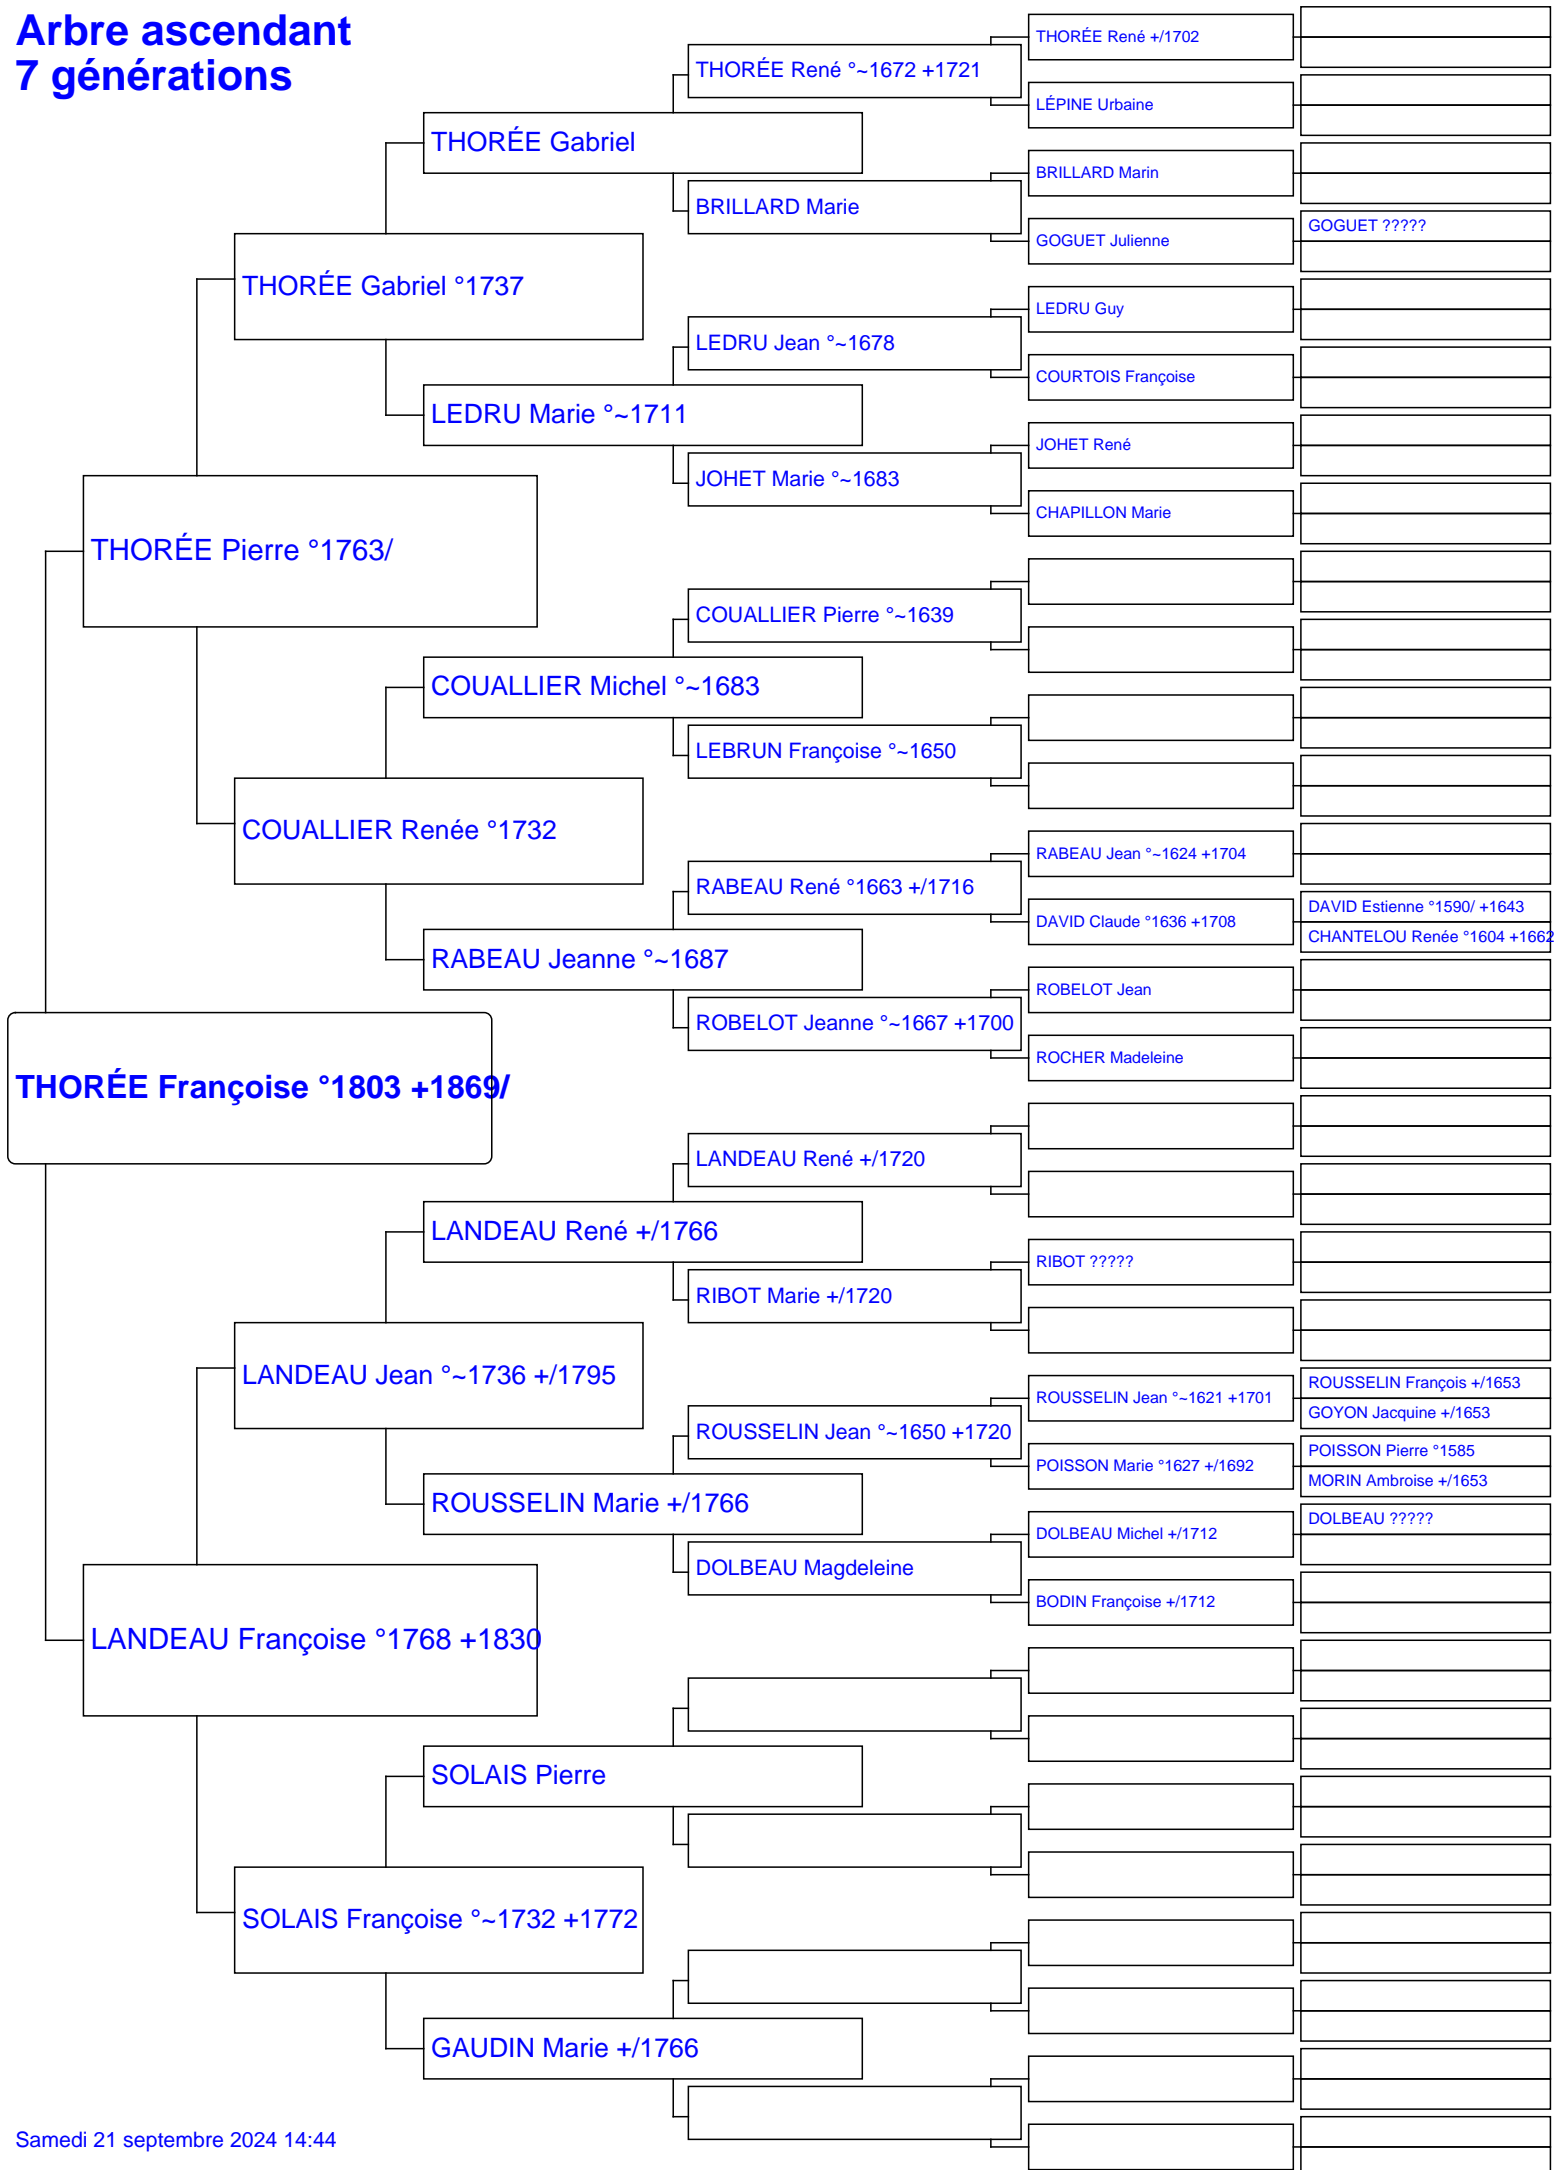 Arbre ascendant
7 générations
THORÉE Françoise °1803 +1869/
THORÉE Pierre °1763/
LANDEAU Françoise °1768 +1830
THORÉE Gabriel °1737
COUALLIER Renée °1732
LANDEAU Jean °~1736 +/1795
SOLAIS Françoise °~1732 +1772
THORÉE Gabriel
LEDRU Marie °~1711
COUALLIER Michel °~1683
RABEAU Jeanne °~1687
LANDEAU René +/1766
ROUSSELIN Marie +/1766
SOLAIS Pierre
GAUDIN Marie +/1766
THORÉE René °~1672 +1721
BRILLARD Marie
LEDRU Jean °~1678
JOHET Marie °~1683
COUALLIER Pierre °~1639
LEBRUN Françoise °~1650
RABEAU René °1663 +/1716
ROBELOT Jeanne °~1667 +1700
LANDEAU René +/1720
RIBOT Marie +/1720
ROUSSELIN Jean °~1650 +1720
DOLBEAU Magdeleine
THORÉE René +/1702
LÉPINE Urbaine
BRILLARD Marin
GOGUET Julienne
LEDRU Guy
COURTOIS Françoise
JOHET René
CHAPILLON Marie
RABEAU Jean °~1624 +1704
DAVID Claude °1636 +1708
ROBELOT Jean
ROCHER Madeleine
RIBOT ?????
ROUSSELIN Jean °~1621 +1701
POISSON Marie °1627 +/1692
DOLBEAU Michel +/1712
BODIN Françoise +/1712
GOGUET ?????
DAVID Estienne °1590/ +1643
CHANTELOU Renée °1604 +1662
ROUSSELIN François +/1653
GOYON Jacquine +/1653
POISSON Pierre °1585
MORIN Ambroise +/1653
DOLBEAU ?????
Samedi 21 septembre 2024 14:44